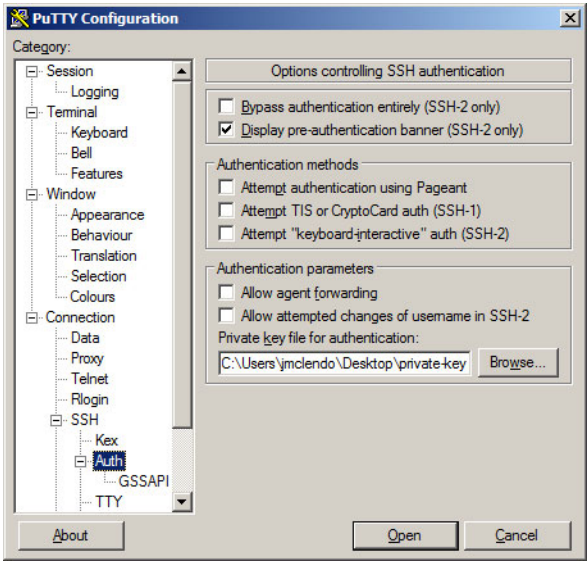 PuTTY Configuration
Category:
Session
Logging
Terminal
Keyboard
Bell
Features
Window
Appearance
Behaviour
Translation
Selection
Colours
Connection
Data
Proxy
Telnet
Rlogin
SSH
Kex
Auth
GSSAPI
TTY
Options controlling SSH authentication
Bypass authentication entirely (SSH-2 only)
Display pre-authentication banner (SSH-2 only)
Authentication methods
Attempt authentication using Pageant
Attempt TIS or CryptoCard auth (SSH-1)
Attempt "keyboard-interactive" auth (SSH-2)
Authentication parameters
Allow agent forwarding
Allow attempted changes of username in SSH-2
Private key file for authentication:
C:\Users\jmclendo\Desktop\private-key
Browse...
About
Open
Cancel